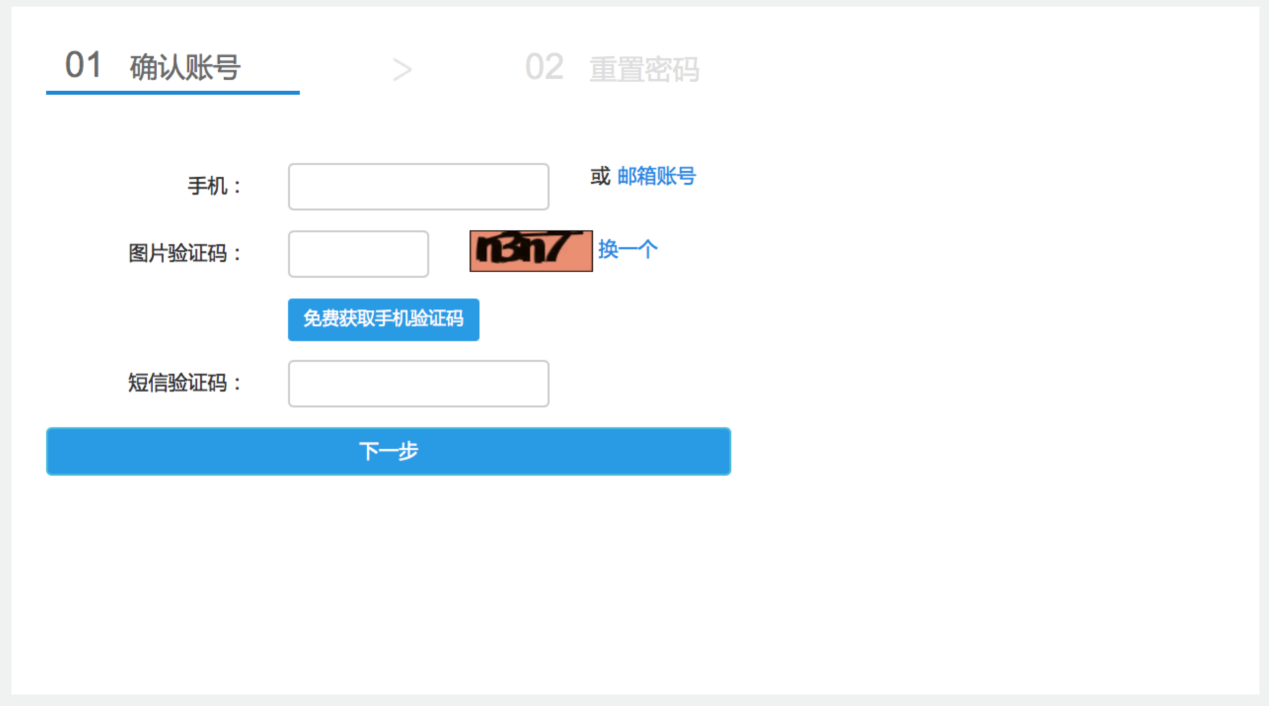 01 确认账号 > 02 重置密码
手机：
或 邮箱账号
图片验证码：
n3n7 换一个
免费获取手机验证码
短信验证码：
下一步